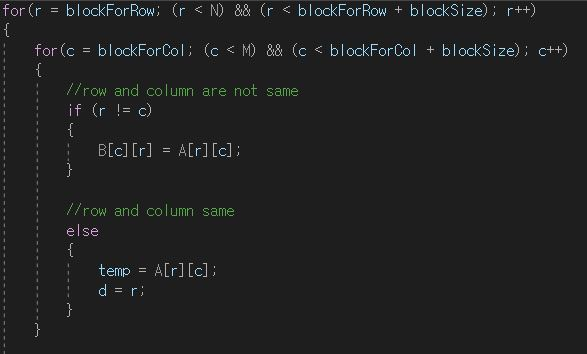 for(r = blockForRow; (r < N) && (r < blockForRow + blockSize); r++)
{
for(c = blockForCol; (c < M) && (c < blockForCol + blockSize); c++)
{
//row and column are not same
if (r != c)
{
B[c][r] = A[r][c];
}
//row and column same
else
{
temp = A[r][c];
d = r;
}
}